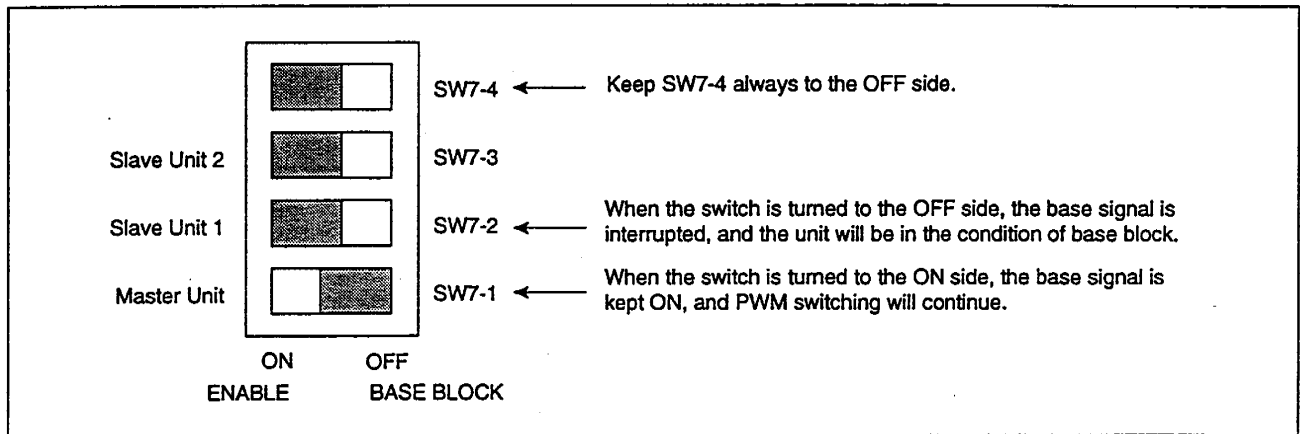 SW7-4
Keep SW7-4 always to the OFF side.
Slave Unit 2
SW7-3
Slave Unit 1
SW7-2
When the switch is turned to the OFF side, the base signal is
interrupted, and the unit will be in the condition of base block.
Master Unit
SW7-1
When the switch is turned to the ON side, the base signal is
kept ON, and PWM switching will continue.
ON
OFF
ENABLE
BASE BLOCK